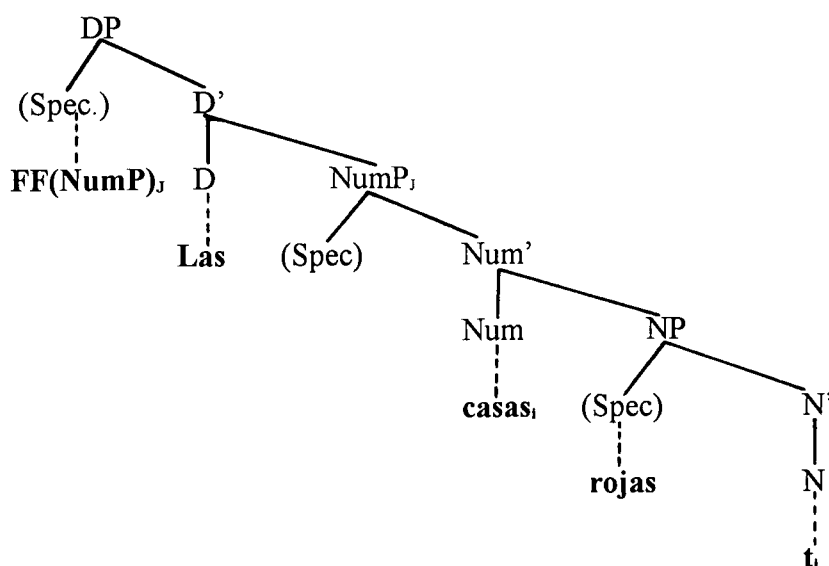 DP
(Spec.) D'
FF(NumP)J D NumPJ
Las (Spec) Num'
Num NP
casasi (Spec) N'
rojas N
ti